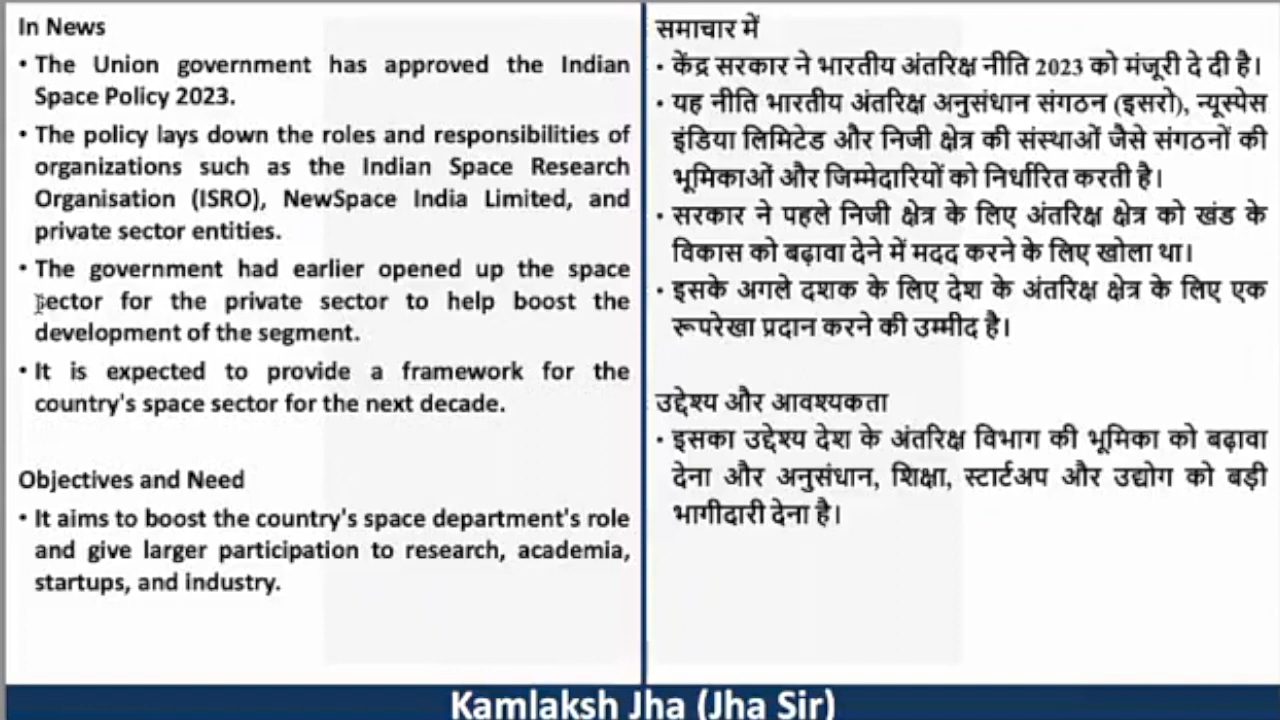 In News
• The Union government has approved the Indian
Space Policy 2023.
• The policy lays down the roles and responsibilities of
organizations such as the Indian Space Research
Organisation (ISRO), NewSpace India Limited, and
private sector entities.
• The government had earlier opened up the space
sector for the private sector to help boost the
development of the segment.
• It is expected to provide a framework for the
country's space sector for the next decade.
Objectives and Need
• It aims to boost the country's space department's role
and give larger participation to research, academia,
startups, and industry.
समाचार में
• केंद्र सरकार ने भारतीय अंतरिक्ष नीति 2023 को मंजूरी दे दी है।
• यह नीति भारतीय अंतरिक्ष अनुसंधान संगठन (इसरो), न्यूस्पेस
इंडिया लिमिटेड और निजी क्षेत्र की संस्थाओं जैसे संगठनों की
भूमिकाओं और जिम्मेदारियों को निर्धारित करती है।
• सरकार ने पहले निजी क्षेत्र के लिए अंतरिक्ष क्षेत्र को खंड के
विकास को बढ़ावा देने में मदद करने के लिए खोला था।
• इसके अगले दशक के लिए देश के अंतरिक्ष क्षेत्र के लिए एक
रूपरेखा प्रदान करने की उम्मीद है।
उद्देश्य और आवश्यकता
• इसका उद्देश्य देश के अंतरिक्ष विभाग की भूमिका को बढ़ावा
देना और अनुसंधान, शिक्षा, स्टार्टअप और उद्योग को बड़ी
भागीदारी देना है।
Kamlaksh Jha (Jha Sir)